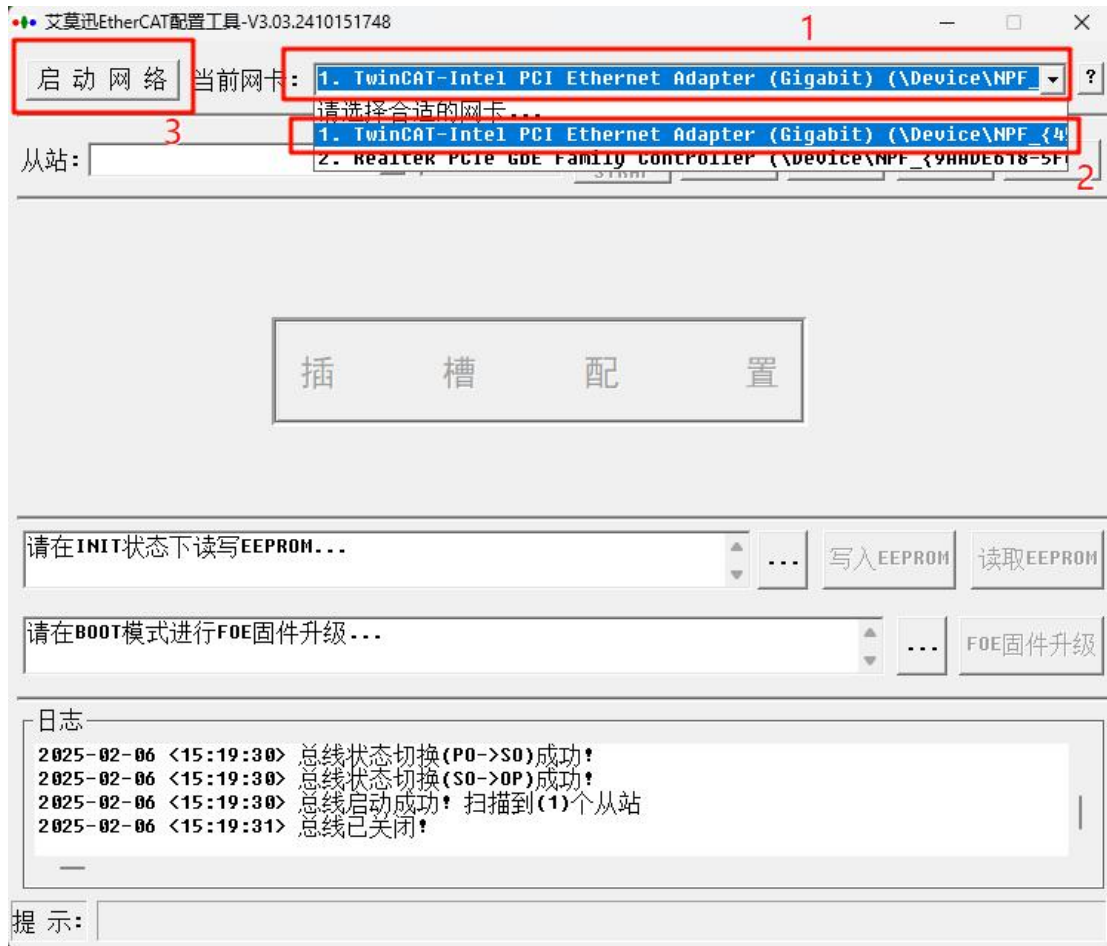 艾莫迅EtherCAT配置工具-V3.03.2410151748
1
启动网络
当前网卡:
1. TwinCAT-Intel PCI Ethernet Adapter (Gigabit) (\Device\NPF_
?
请选择合适的网卡...
3
1. TwinCAT-Intel PCI Ethernet Adapter (Gigabit) (\Device\NPF_{4
从站:
2. Realtek PCIe GBE Family Controller (\Device\NPF_{9AADE618-5F
2
插槽配置
请在INIT状态下读写EEPROM...
...
写入EEPROM
读取EEPROM
请在BOOT模式进行FOE固件升级...
...
FOE固件升级
日志
2025-02-06 <15:19:30> 总线状态切换(PO->SO)成功!
2025-02-06 <15:19:30> 总线状态切换(SO->OP)成功!
2025-02-06 <15:19:30> 总线启动成功! 扫描到(1)个从站
2025-02-06 <15:19:31> 总线已关闭!
提 示: